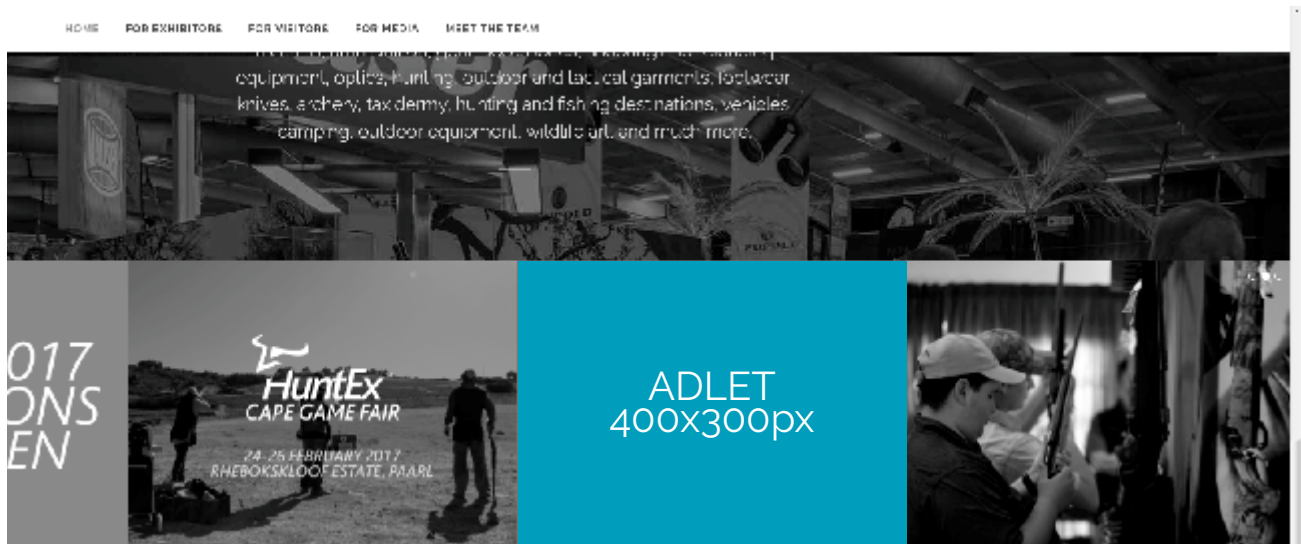 HOME FOR EXHIBITORS FOR VISITORS FOR MEDIA MEET THE TEAM
equipment, optics, hunting, outdoor and tactical garments, footwear
knives, archery, taxidermy, hunting and fishing destinations, vehicles
camping, outdoor equipment, wildlife art, and much more.
017
ONS
EN
HuntEx
CAPE GAME FAIR
24-26 FEBRUARY 2017
RHEBOKSKLOOF ESTATE, PAARL
ADLET
400x300px